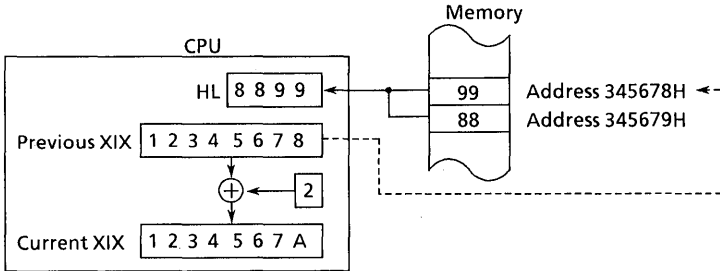 Memory
CPU
HL 8 8 9 9
99 Address 345678H
88 Address 345679H
Previous XIX 1 2 3 4 5 6 7 8
+ 2
Current XIX 1 2 3 4 5 6 7 A